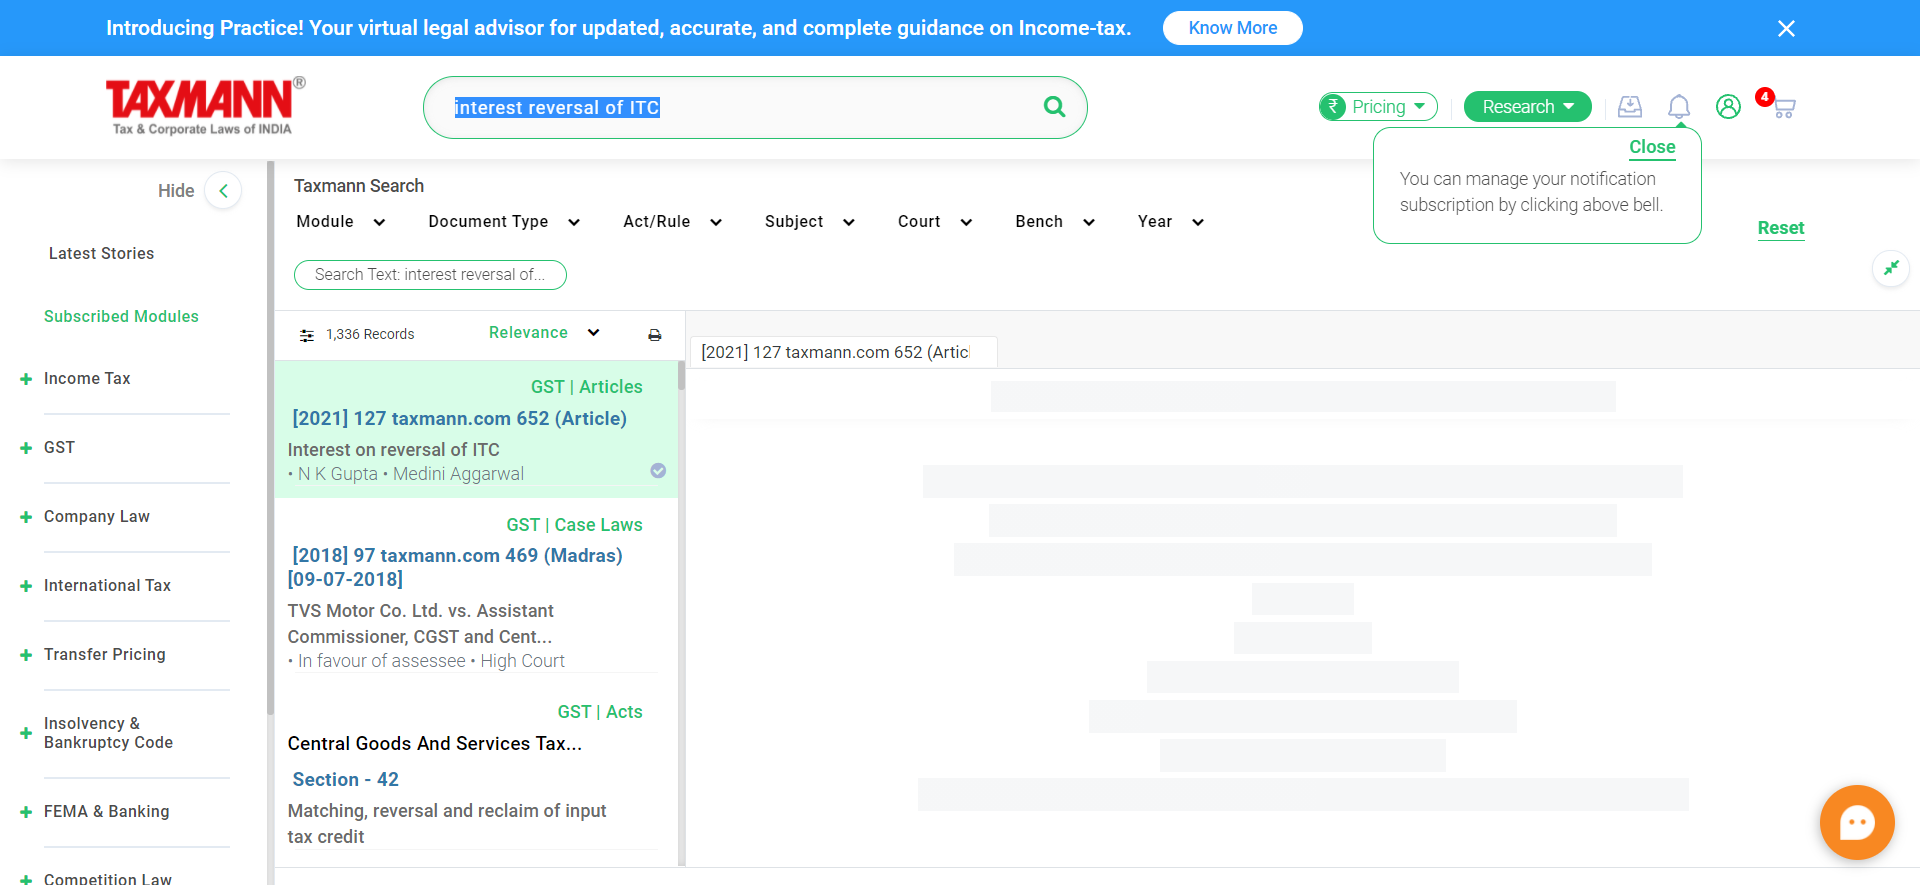 Introducing Practice! Your virtual legal advisor for updated, accurate, and complete guidance on Income-tax.
Know More
TAXMANN®
Tax & Corporate Laws of INDIA
interest reversal of ITC
₹ Pricing
Research
4
Close
You can manage your notification
subscription by clicking above bell.
Hide
Taxmann Search
Module
Document Type
Act/Rule
Subject
Court
Bench
Year
Reset
Search Text: interest reversal of...
Latest Stories
Subscribed Modules
Income Tax
GST
Company Law
International Tax
Transfer Pricing
Insolvency &
Bankruptcy Code
FEMA & Banking
Competition Law
1,336 Records
Relevance
[2021] 127 taxmann.com 652 (Artic
GST | Articles
[2021] 127 taxmann.com 652 (Article)
Interest on reversal of ITC
• N K Gupta • Medini Aggarwal
GST | Case Laws
[2018] 97 taxmann.com 469 (Madras)
[09-07-2018]
TVS Motor Co. Ltd. vs. Assistant
Commissioner, CGST and Cent...
• In favour of assessee • High Court
GST | Acts
Central Goods And Services Tax...
Section - 42
Matching, reversal and reclaim of input
tax credit